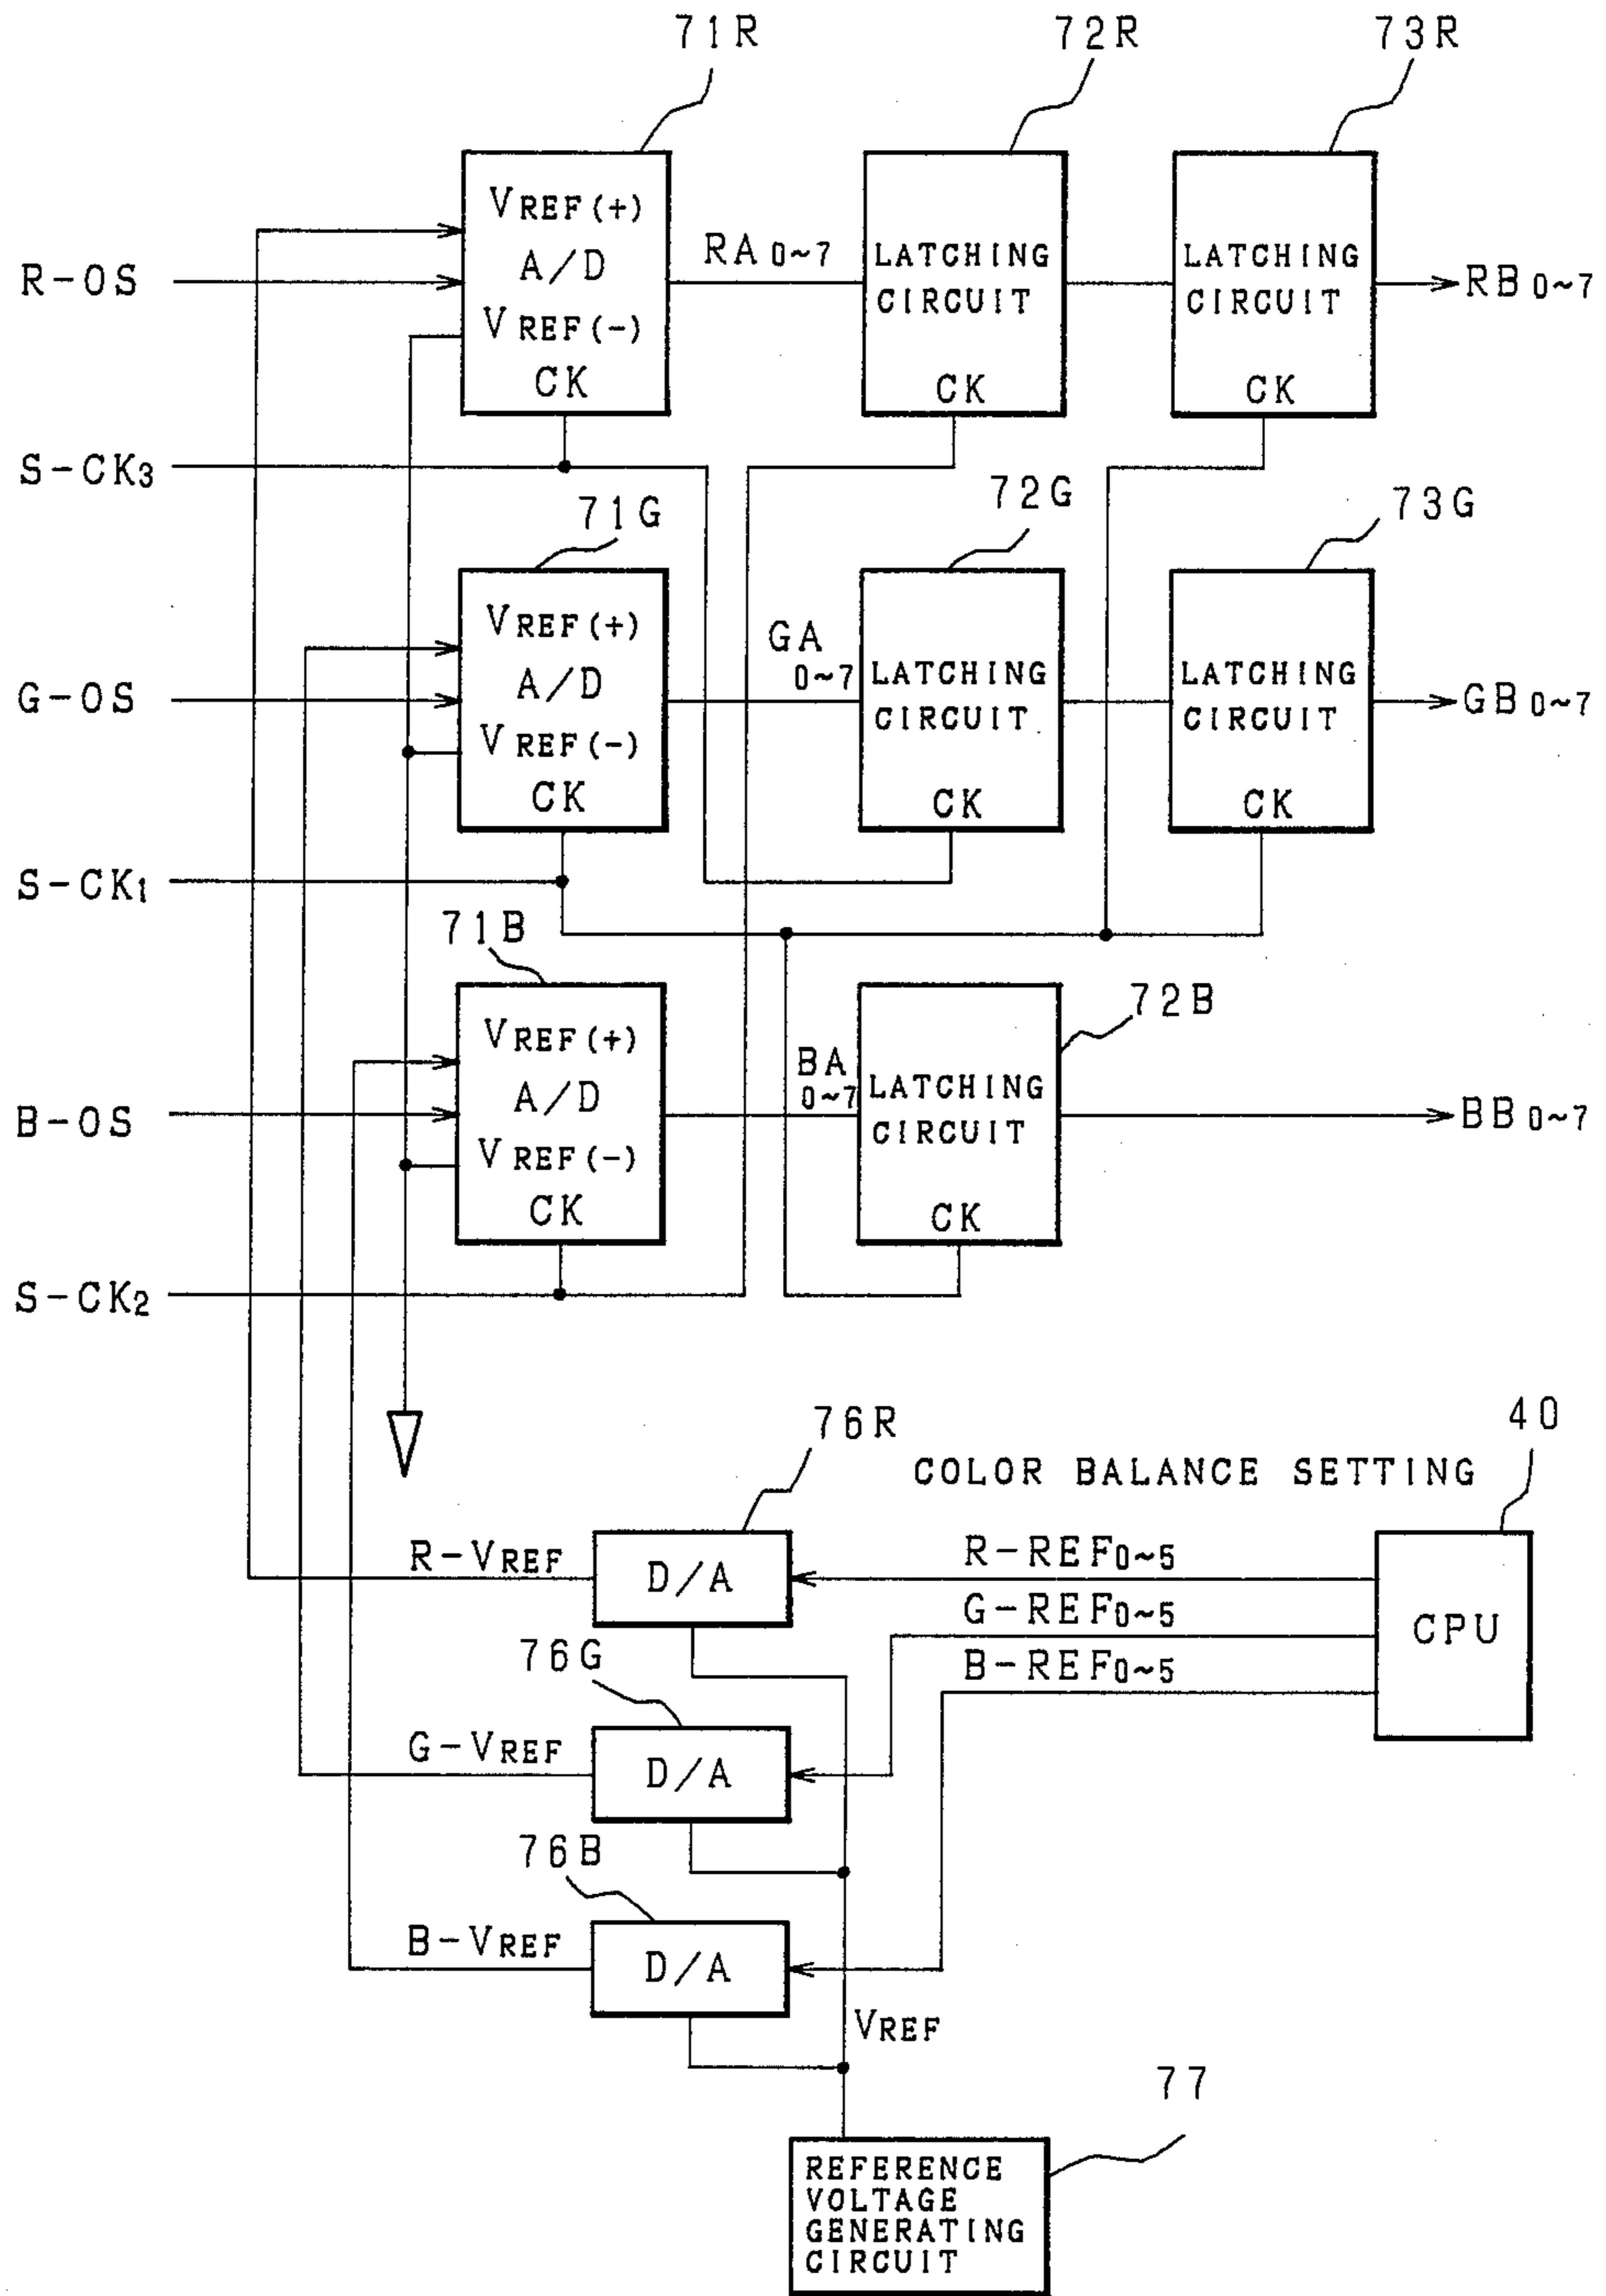 71R
72R
73R
VREF(+)
A/D
VREF(-)
CK
R-OS
RA0~7
LATCHING
CIRCUIT
CK
LATCHING
CIRCUIT
CK
RB0~7
S-CK3
71G
72G
73G
VREF(+)
A/D
VREF(-)
CK
G-OS
GA
0~7
LATCHING
CIRCUIT
CK
LATCHING
CIRCUIT
CK
GB0~7
S-CK1
71B
72B
VREF(+)
A/D
VREF(-)
CK
B-OS
BA
0~7
LATCHING
CIRCUIT
CK
BB0~7
S-CK2
76R
40
COLOR BALANCE SETTING
R-VREF
D/A
R-REF0~5
G-REF0~5
B-REF0~5
CPU
76G
G-VREF
D/A
76B
B-VREF
D/A
VREF
77
REFERENCE
VOLTAGE
GENERATING
CIRCUIT